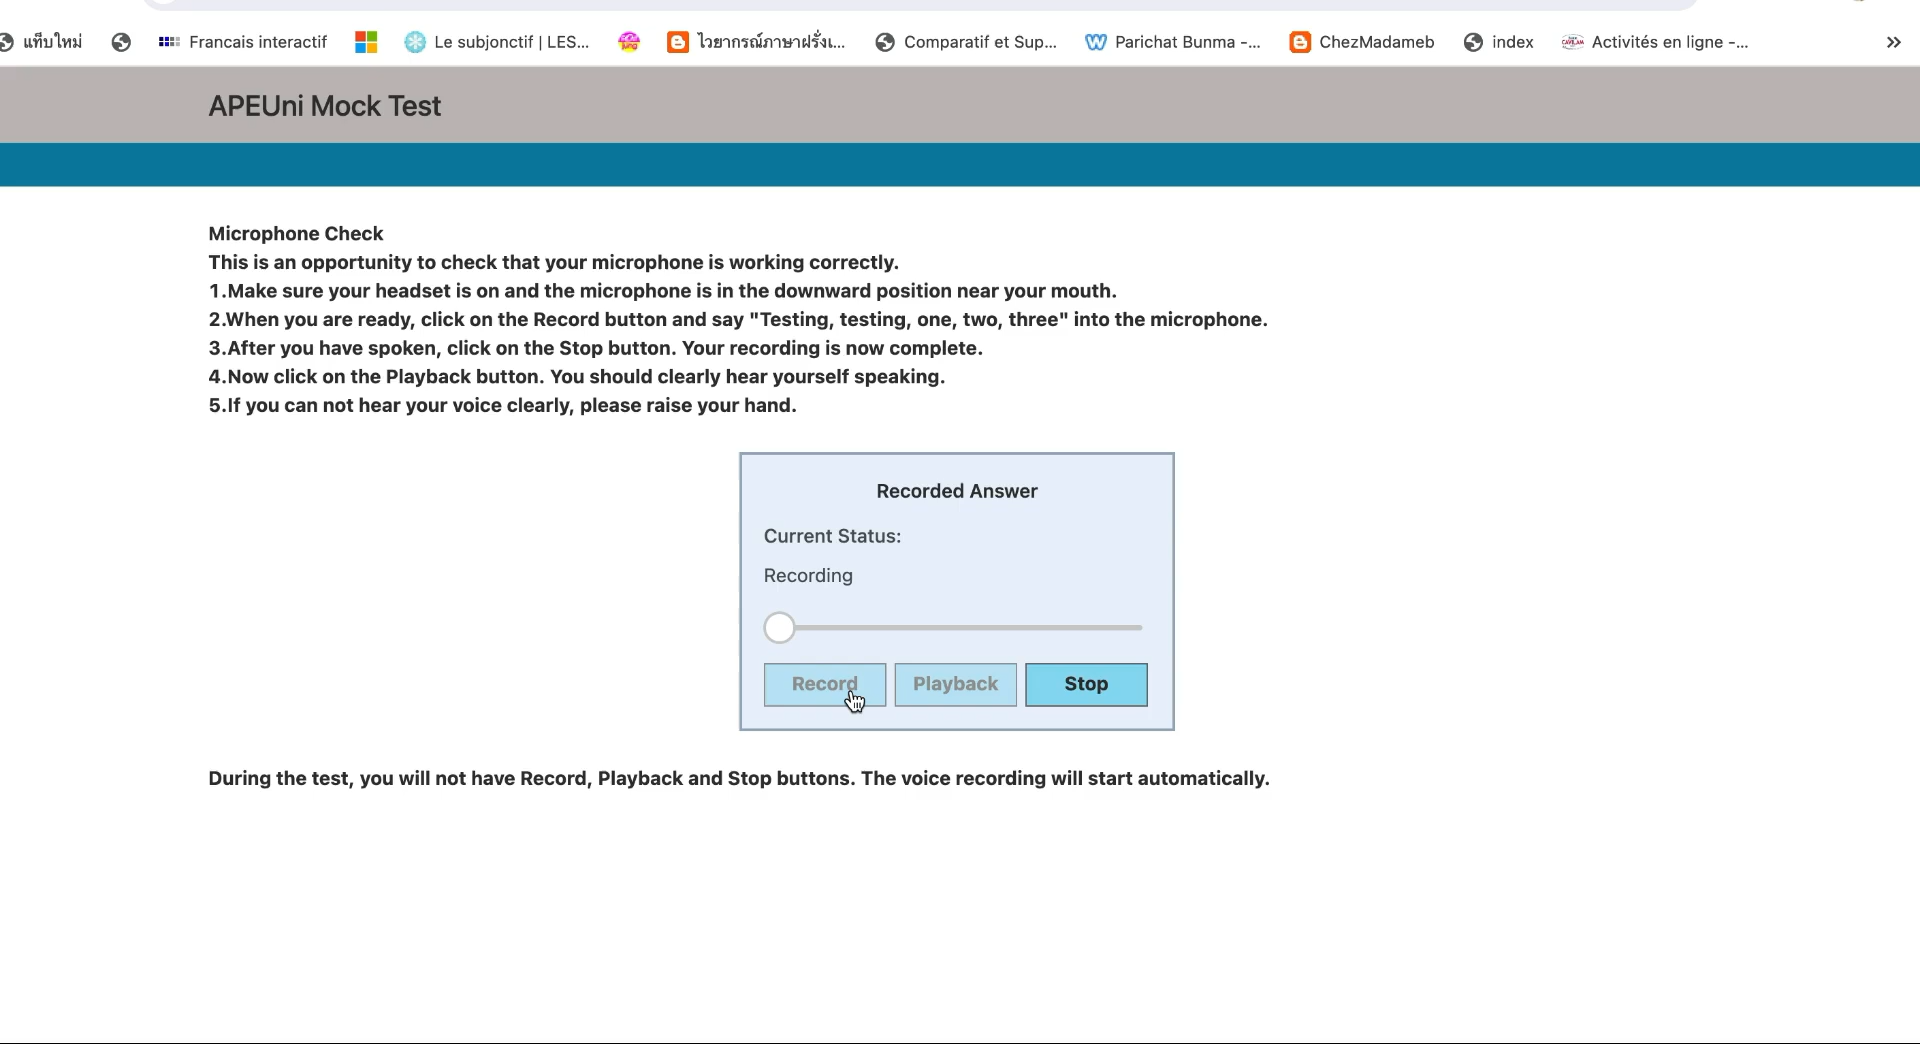 แท็บใหม่ Francais interactif Le subjonctif | LES... ไวยากรณ์ภาษาฝรั่งเ... Comparatif et Sup... Parichat Bunma -... ChezMadameb index Activités en ligne -...
APEUni Mock Test
Microphone Check
This is an opportunity to check that your microphone is working correctly.
1.Make sure your headset is on and the microphone is in the downward position near your mouth.
2.When you are ready, click on the Record button and say "Testing, testing, one, two, three" into the microphone.
3.After you have spoken, click on the Stop button. Your recording is now complete.
4.Now click on the Playback button. You should clearly hear yourself speaking.
5.If you can not hear your voice clearly, please raise your hand.
Recorded Answer
Current Status:
Recording
Record Playback Stop
During the test, you will not have Record, Playback and Stop buttons. The voice recording will start automatically.